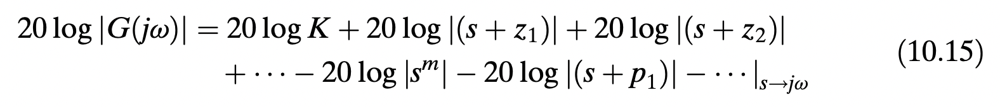 20 log |G(jω)| = 20 log K + 20 log |(s + z₁)| + 20 log |(s + z₂)|
+ ··· − 20 log |sᵐ| − 20 log |(s + p₁)| − ··· |ₛ→ⱼω
(10.15)